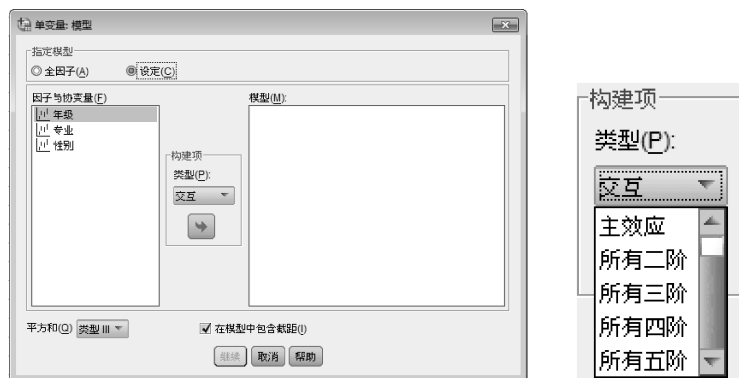 单变量: 模型
指定模型
全因子(A) 设定(C)
因子与协变量(F) 模型(M):
年级
专业
性别
构建项
类型(P):
交互
平方和(Q) 类型 III 在模型中包含截距(I)
继续 取消 帮助
构建项
类型(P):
交互
主效应
所有二阶
所有三阶
所有四阶
所有五阶